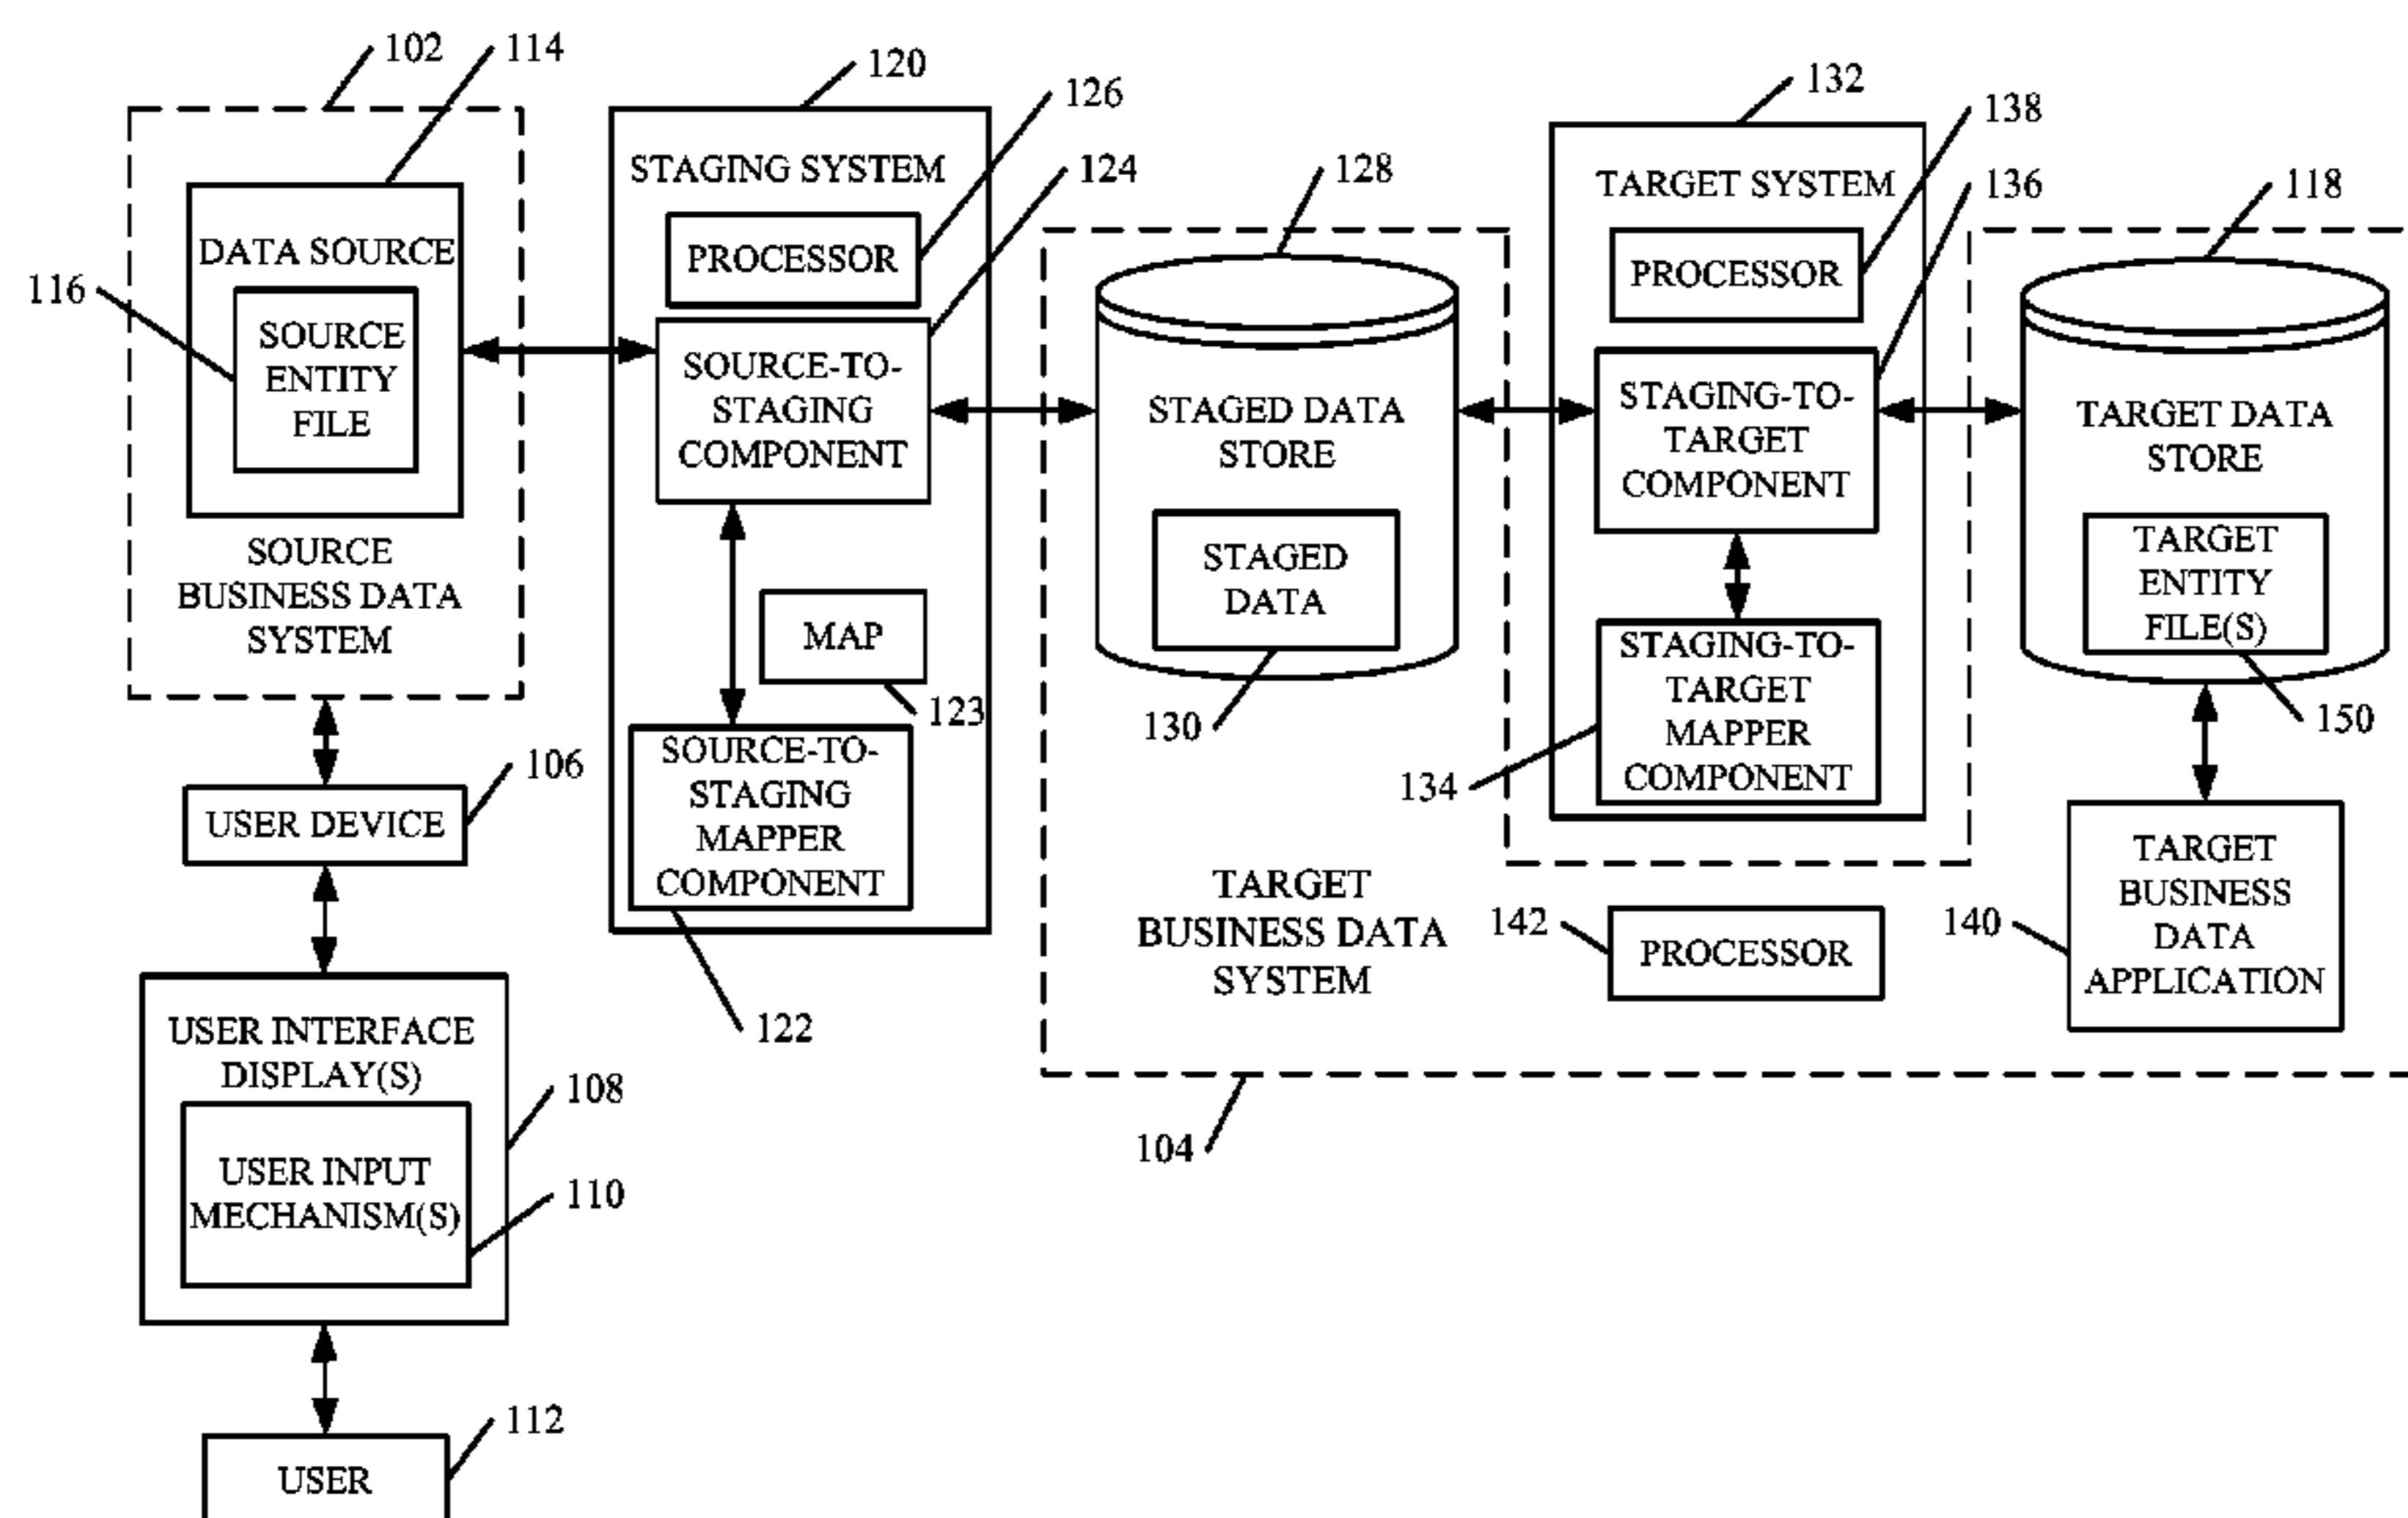 102
114
120
126
132
138
STAGING SYSTEM
124
128
TARGET SYSTEM
136
118
DATA SOURCE
PROCESSOR
PROCESSOR
116
SOURCE
ENTITY
FILE
SOURCE-TO-
STAGING
COMPONENT
STAGED DATA
STORE
STAGING-TO-
TARGET
COMPONENT
TARGET DATA
STORE
SOURCE
BUSINESS DATA
SYSTEM
STAGED
DATA
TARGET
ENTITY
FILE(S)
MAP
123
130
STAGING-TO-
TARGET
MAPPER
COMPONENT
134
150
SOURCE-TO-
STAGING
MAPPER
COMPONENT
106
USER DEVICE
122
TARGET
BUSINESS DATA
SYSTEM
142
PROCESSOR
140
TARGET
BUSINESS
DATA
APPLICATION
USER INTERFACE
DISPLAY(S)
108
104
USER INPUT
MECHANISM(S)
110
112
USER